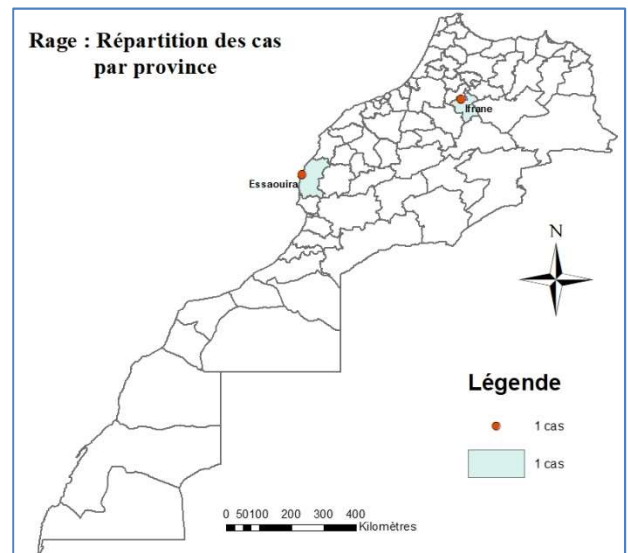 Rage : Répartition des cas
par province
Ifrane
Essaouira
N
Légende
1 cas
1 cas
0 50100 200 300 400
Kilomètres